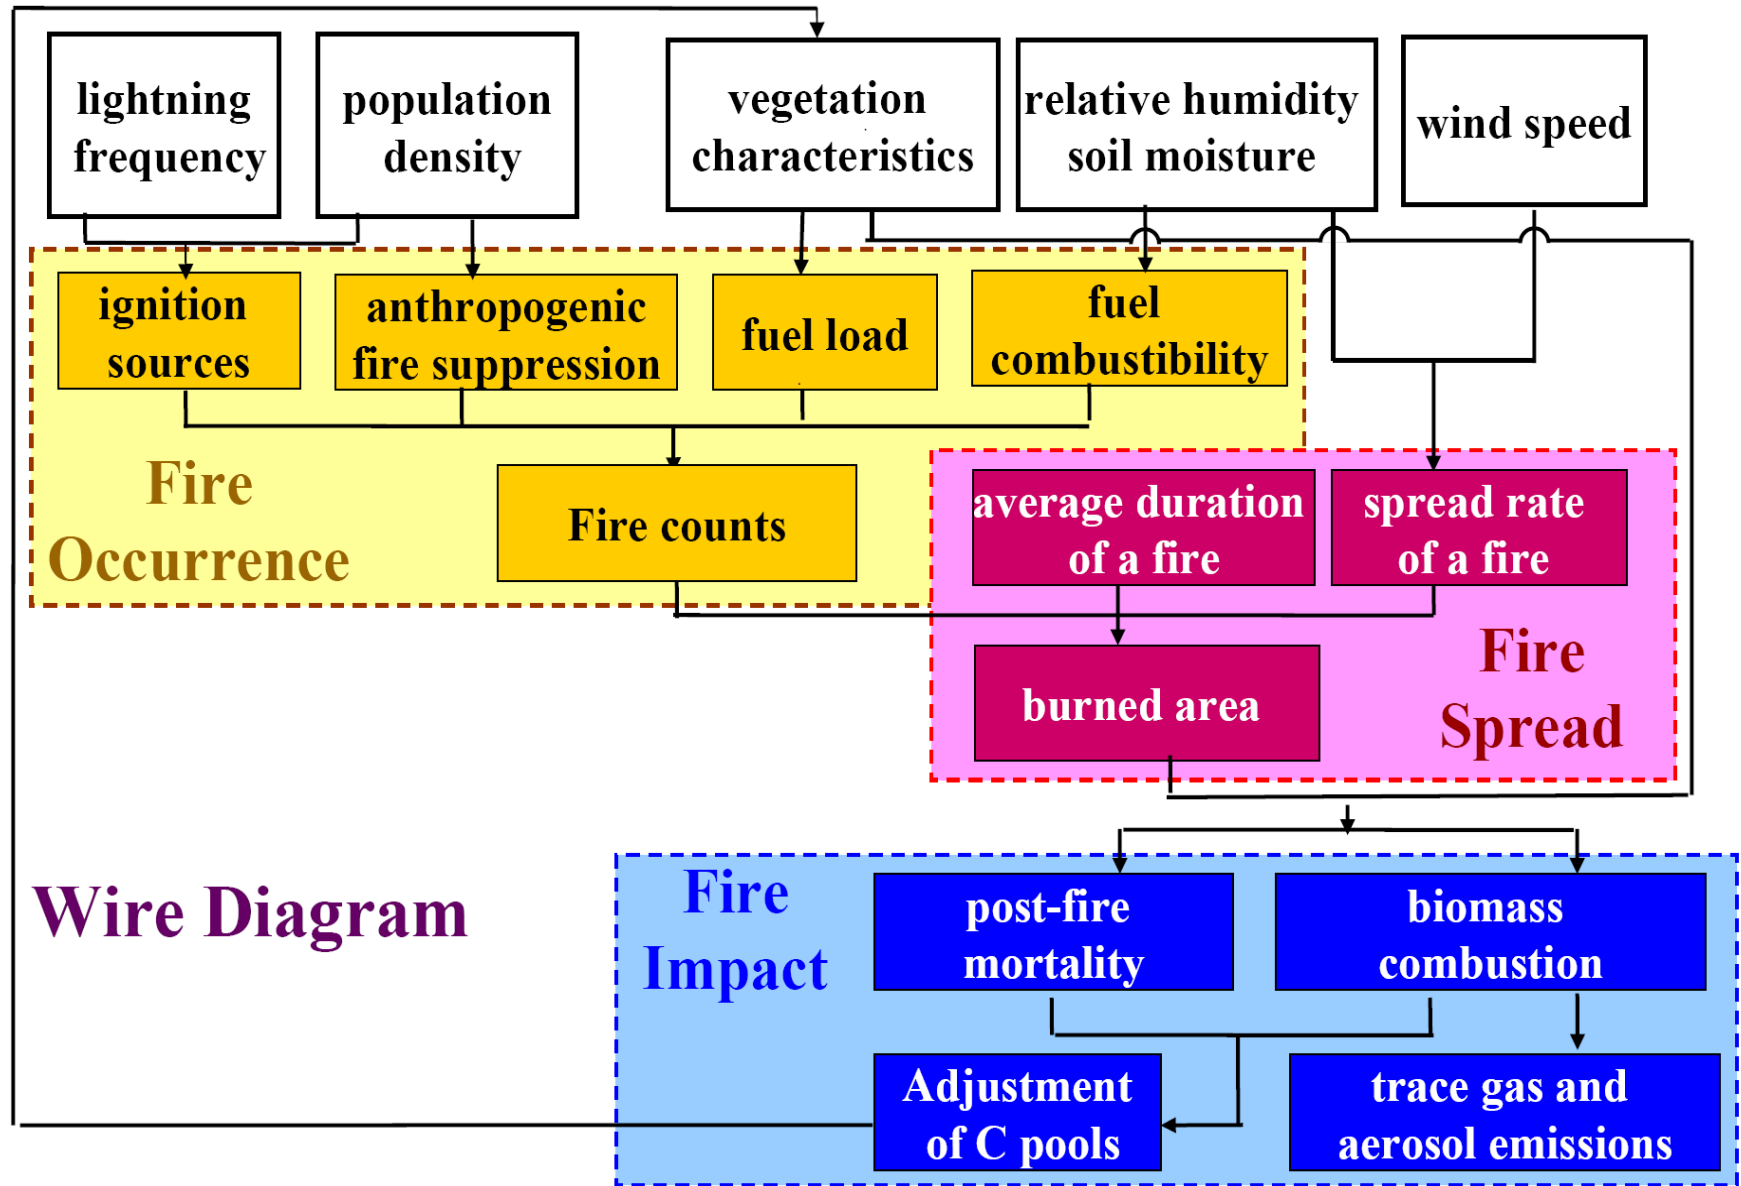 lightning
frequency
population
density
vegetation
characteristics
relative humidity
soil moisture
wind speed
ignition
sources
anthropogenic
fire suppression
fuel load
fuel
combustibility
Fire
Occurrence
Fire counts
average duration
of a fire
spread rate
of a fire
burned area
Fire
Spread
Wire Diagram
Fire
Impact
post-fire
mortality
biomass
combustion
Adjustment
of C pools
trace gas and
aerosol emissions